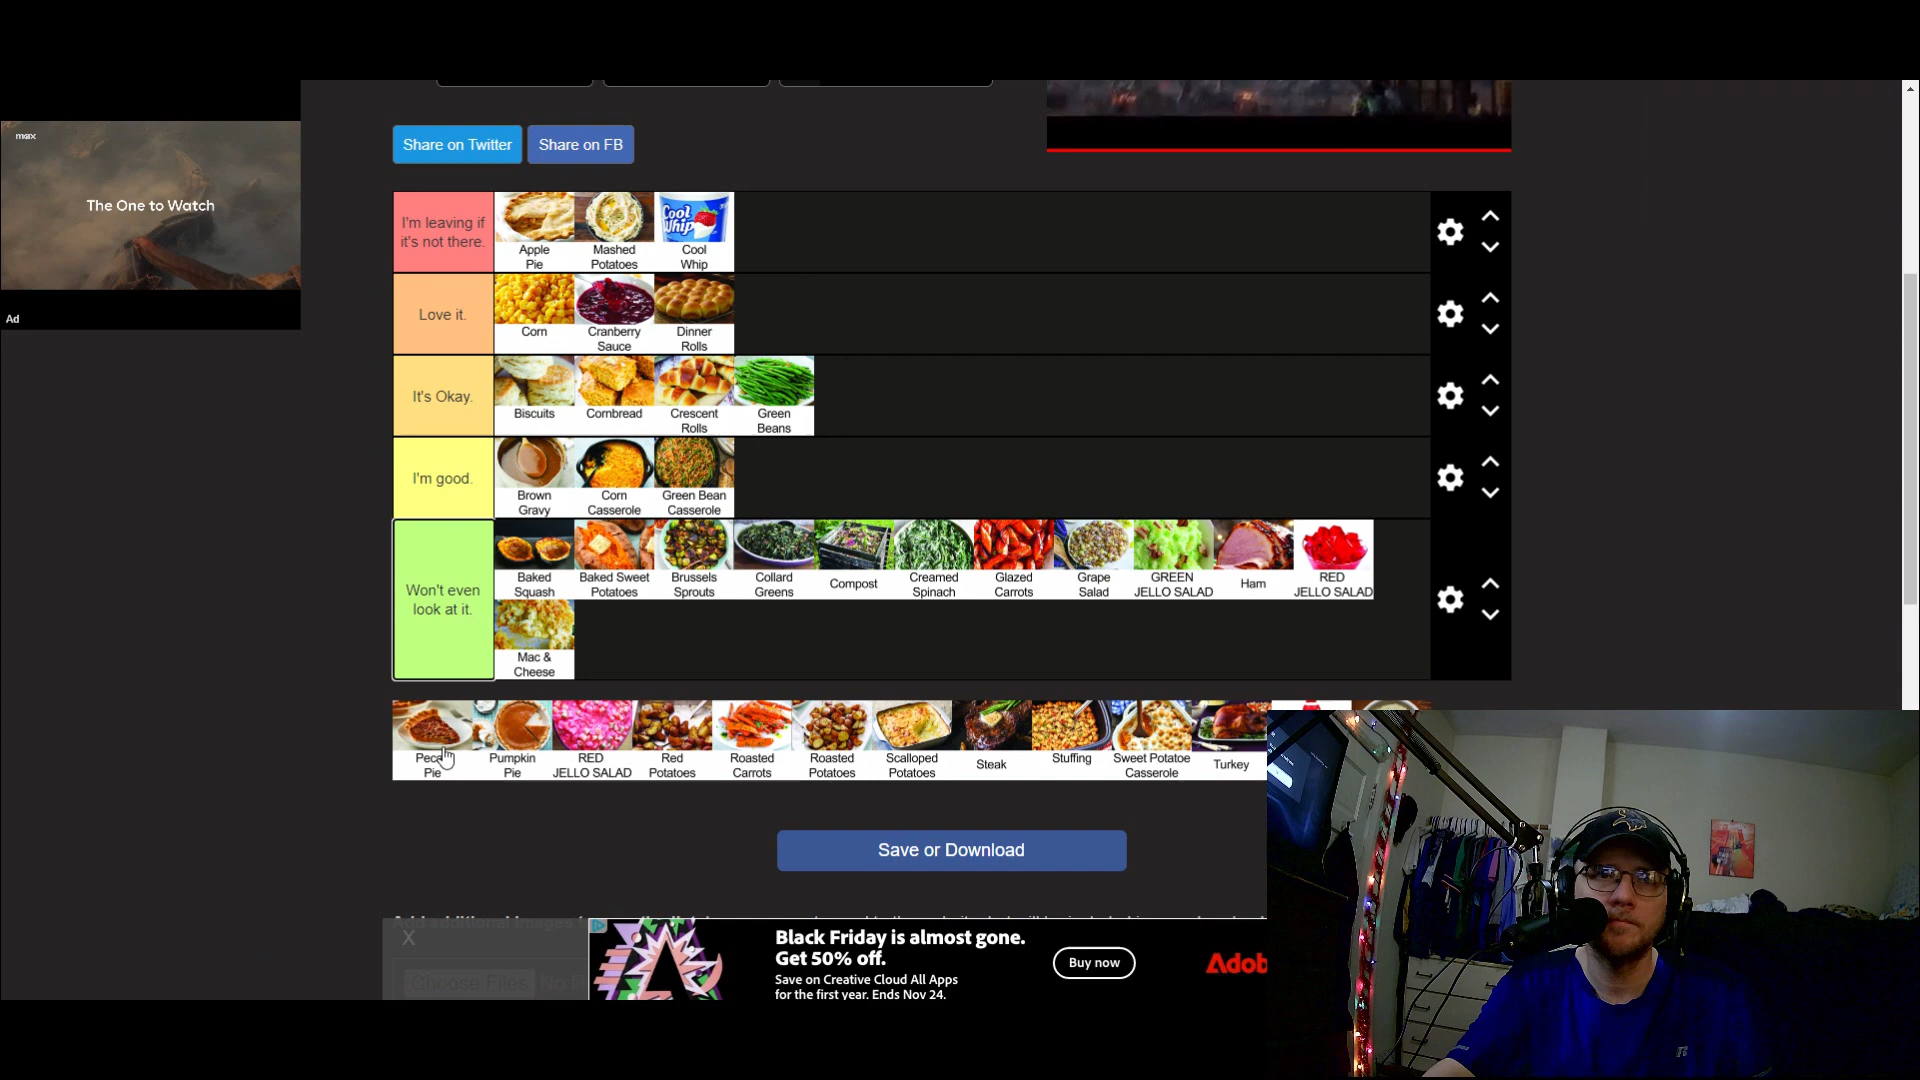 max
The One to Watch
Ad
Share on Twitter
Share on FB
I'm leaving if
it's not there.
Apple
Pie
Mashed
Potatoes
Cool Whip
Cool
Whip
Love it.
Corn
Cranberry
Sauce
Dinner
Rolls
It's Okay.
Biscuits
Cornbread
Crescent
Rolls
Green
Beans
I'm good.
Brown
Gravy
Corn
Casserole
Green Bean
Casserole
Won't even
look at it.
Baked
Squash
Baked Sweet
Potatoes
Brussels
Sprouts
Collard
Greens
Compost
Creamed
Spinach
Glazed
Carrots
Grape
Salad
GREEN
JELLO SALAD
Ham
RED
JELLO SALAD
Mac &
Cheese
Pie
Pumpkin
Pie
RED
JELLO SALAD
Red
Potatoes
Roasted
Carrots
Roasted
Potatoes
Scalloped
Potatoes
Steak
Stuffing
Sweet Potatoe
Casserole
Turkey
Save or Download
X
Choose Files
Black Friday is almost gone.
Get 50% off.
Save on Creative Cloud All Apps
for the first year. Ends Nov 24.
Buy now
Adob